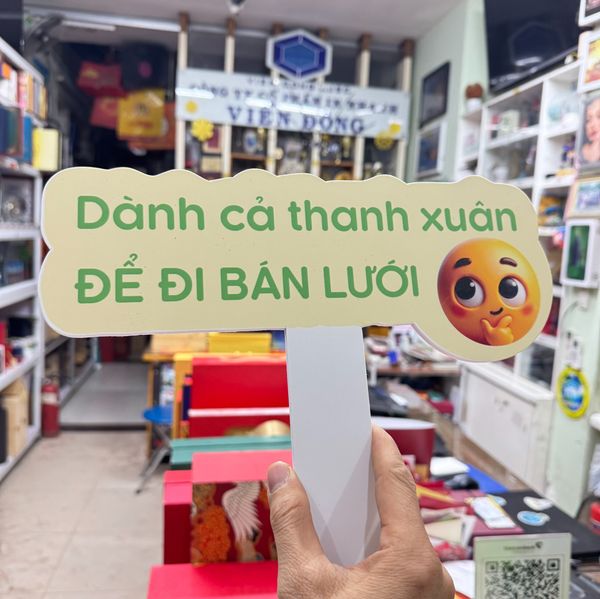 VIỄN ĐÔNG
Dành cả thanh xuân
ĐỂ ĐI BÁN LƯỚI